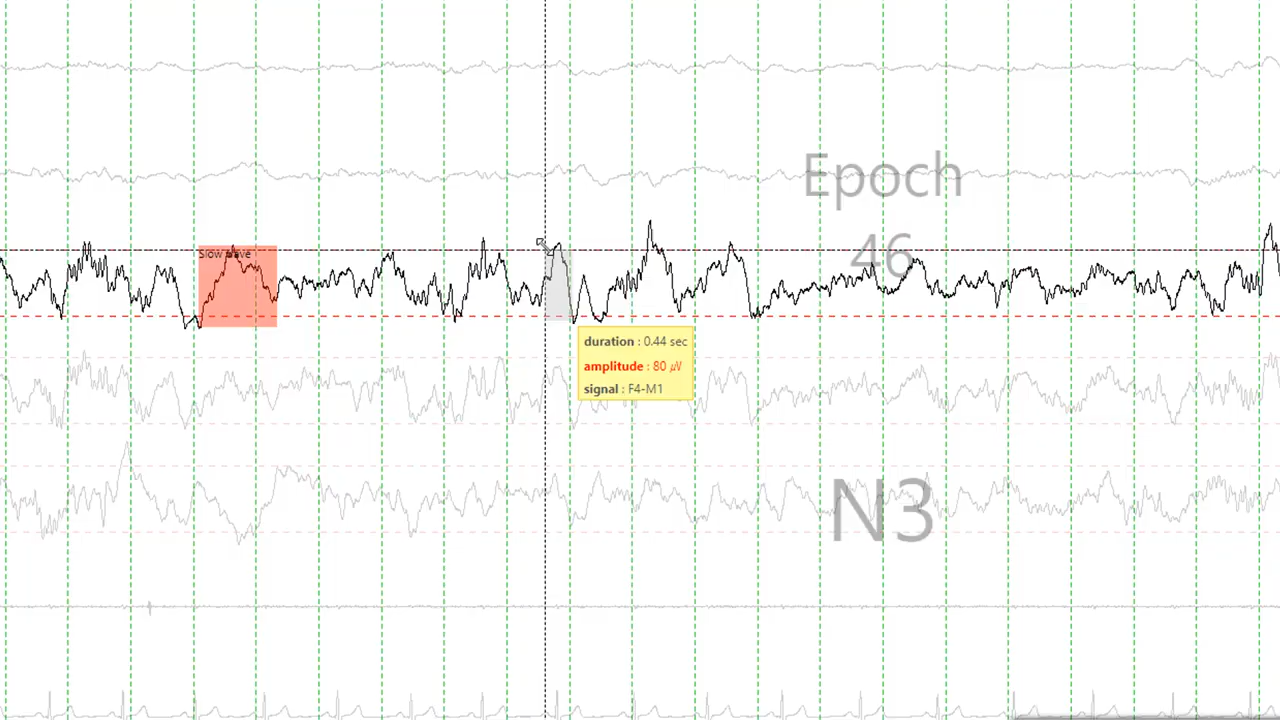 Epoch
46
Slow wave
duration : 0.44 sec
amplitude : 80 µV
signal : F4-M1
N3